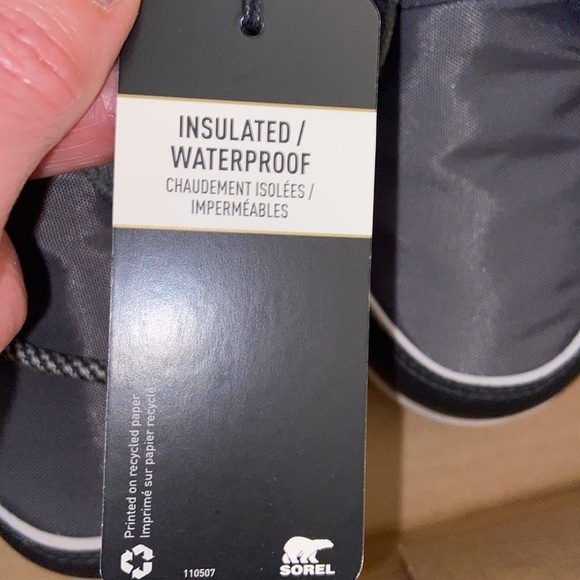 INSULATED /
WATERPROOF
CHAUDEMENT ISOLÉES /
IMPERMÉABLES
Printed on recycled paper
Imprimé sur papier recyclé
110507
SOREL